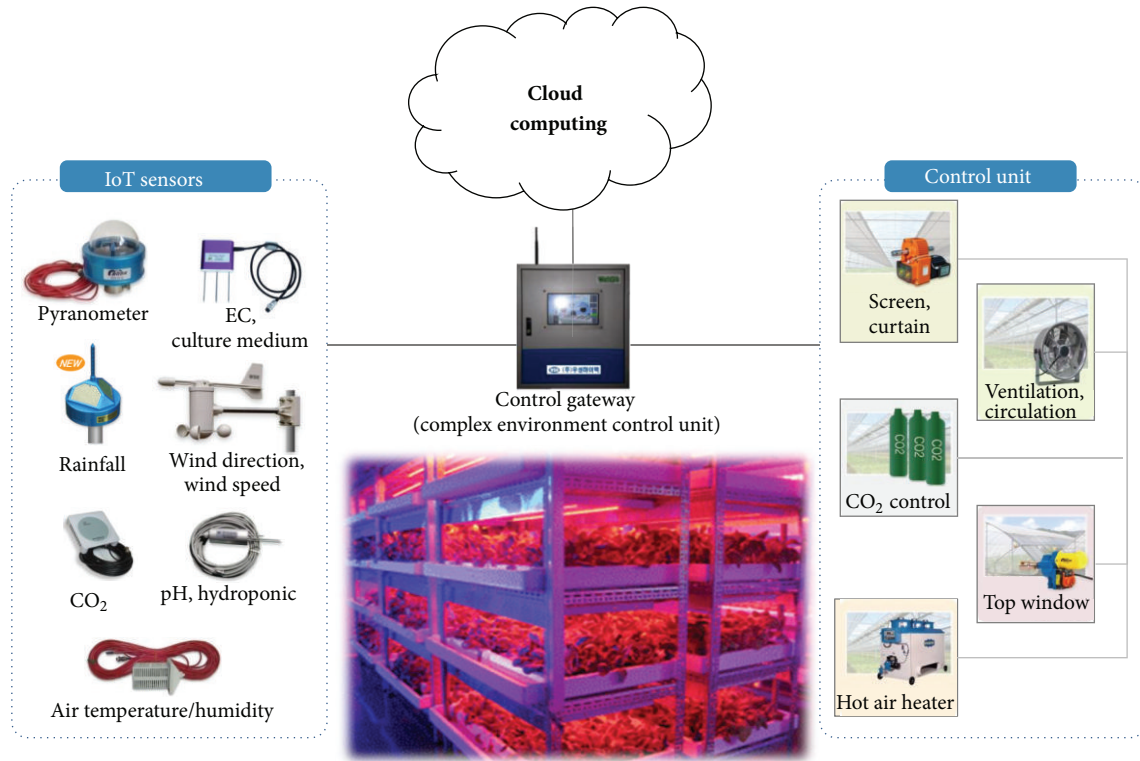 Cloud
computing
IoT sensors
Pyranometer
EC,
culture medium
NEW
Rainfall
Wind direction,
wind speed
CO₂
pH, hydroponic
Air temperature/humidity
Control gateway
(complex environment control unit)
Control unit
Screen,
curtain
Ventilation,
circulation
CO2
CO2
CO2
CO₂ control
Top window
Hot air heater